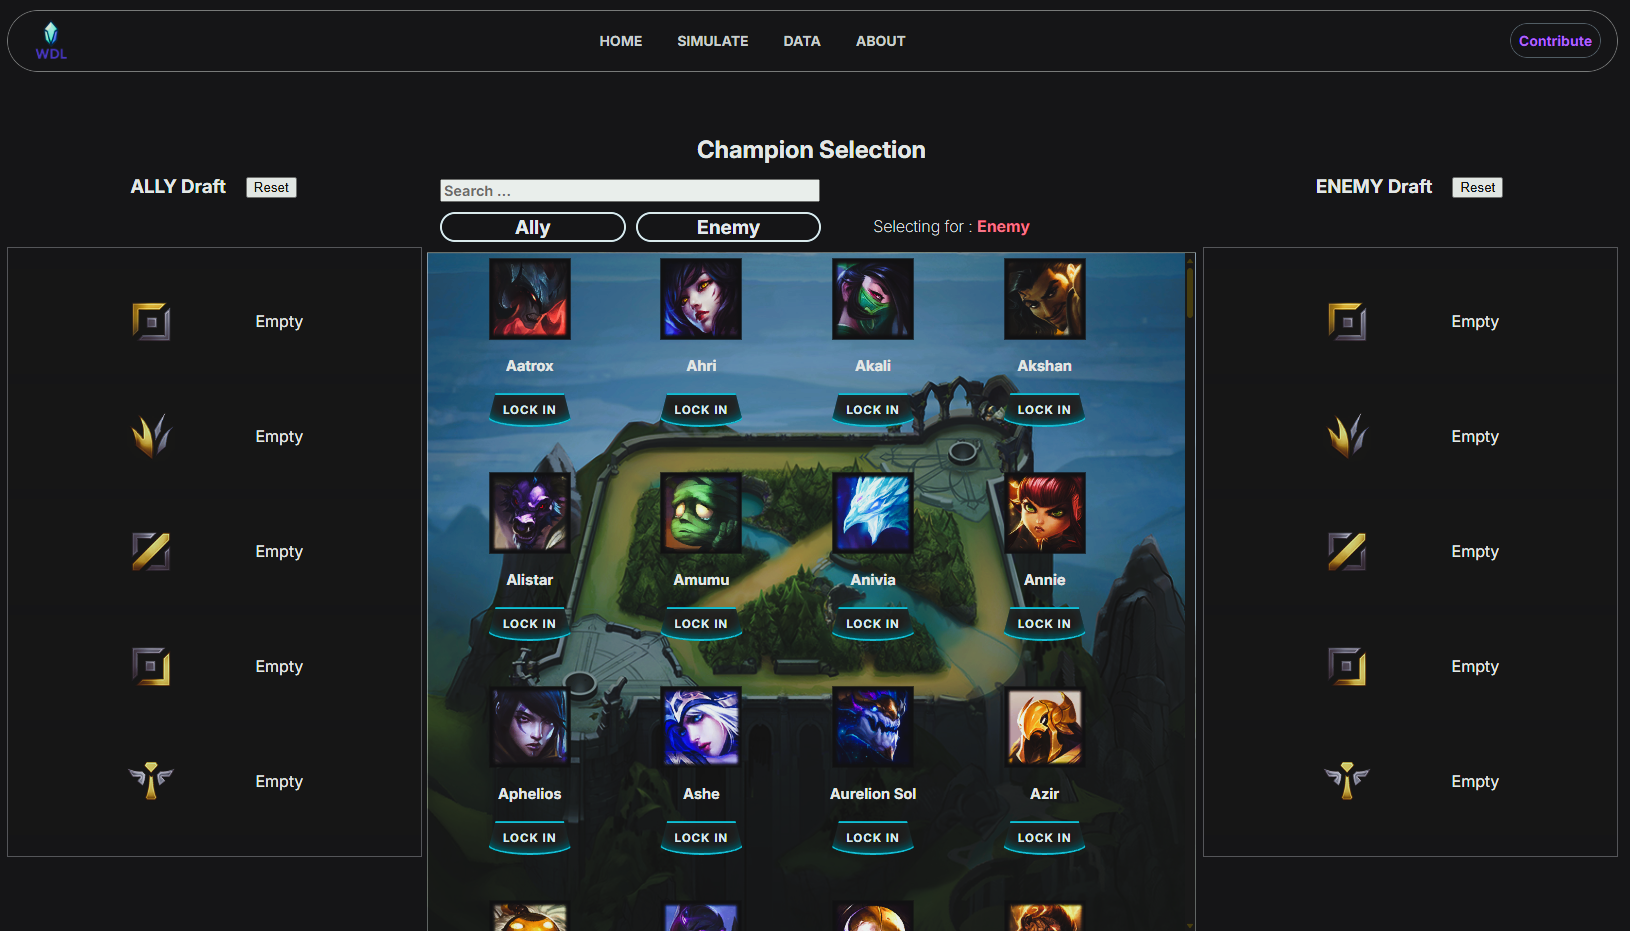 WDL
HOME SIMULATE DATA ABOUT
Contribute
Champion Selection
ALLY Draft Reset
Search ...
Ally Enemy
Selecting for : Enemy
ENEMY Draft Reset
Empty
Empty
Empty
Empty
Empty
Aatrox Ahri Akali Akshan
LOCK IN LOCK IN LOCK IN LOCK IN
Alistar Amumu Anivia Annie
LOCK IN LOCK IN LOCK IN LOCK IN
Aphelios Ashe Aurelion Sol Azir
LOCK IN LOCK IN LOCK IN LOCK IN
Empty
Empty
Empty
Empty
Empty